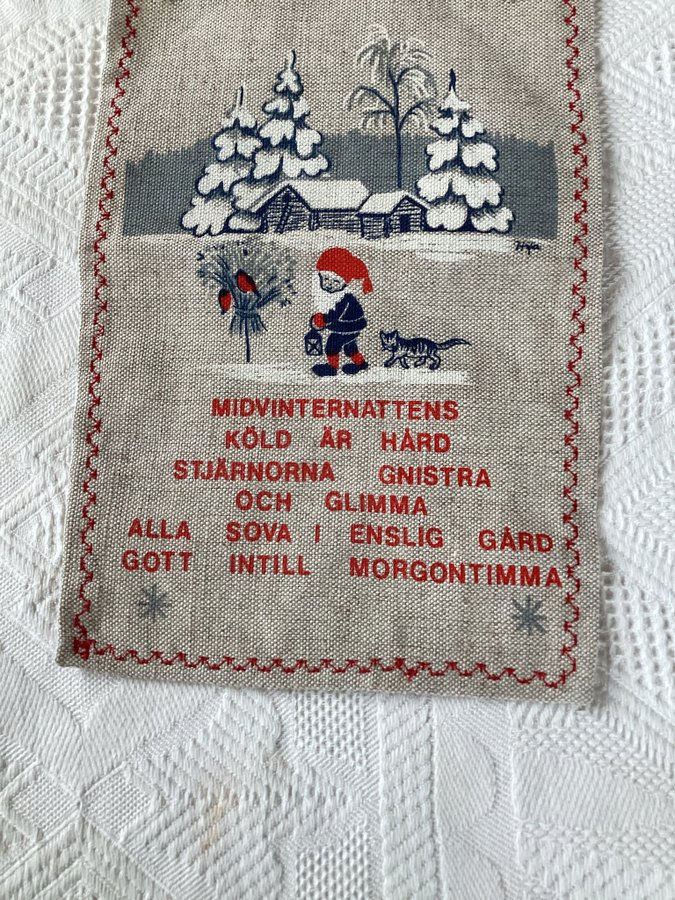 MIDVINTERNATTENS
KÖLD ÄR HÅRD
STJÄRNORNA GNISTRA
OCH GLIMMA
ALLA SOVA I ENSLIG GÅRD
GOTT INTILL MORGONTIMMA